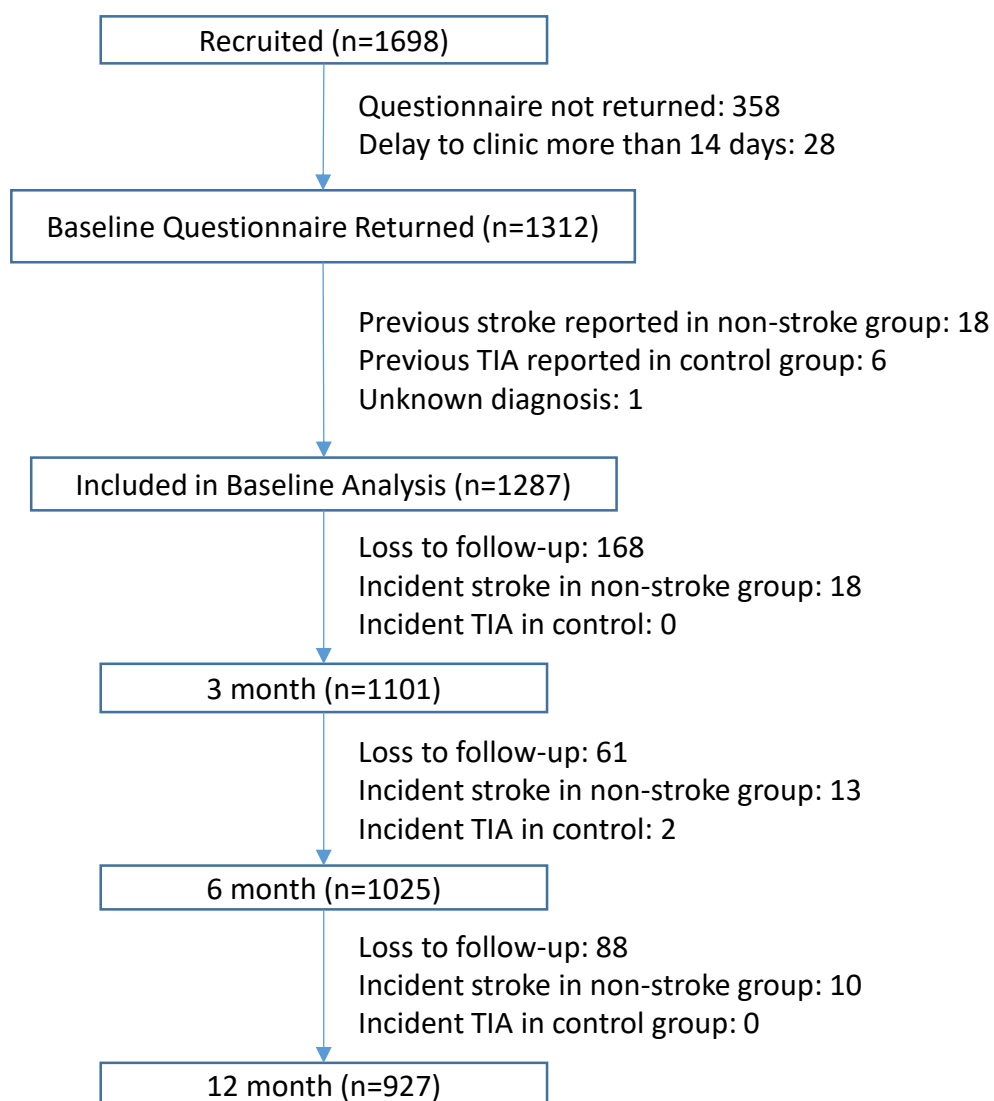 Recruited (n=1698)
Questionnaire not returned: 358
Delay to clinic more than 14 days: 28
Baseline Questionnaire Returned (n=1312)
Previous stroke reported in non-stroke group: 18
Previous TIA reported in control group: 6
Unknown diagnosis: 1
Included in Baseline Analysis (n=1287)
Loss to follow-up: 168
Incident stroke in non-stroke group: 18
Incident TIA in control: 0
3 month (n=1101)
Loss to follow-up: 61
Incident stroke in non-stroke group: 13
Incident TIA in control: 2
6 month (n=1025)
Loss to follow-up: 88
Incident stroke in non-stroke group: 10
Incident TIA in control group: 0
12 month (n=927)